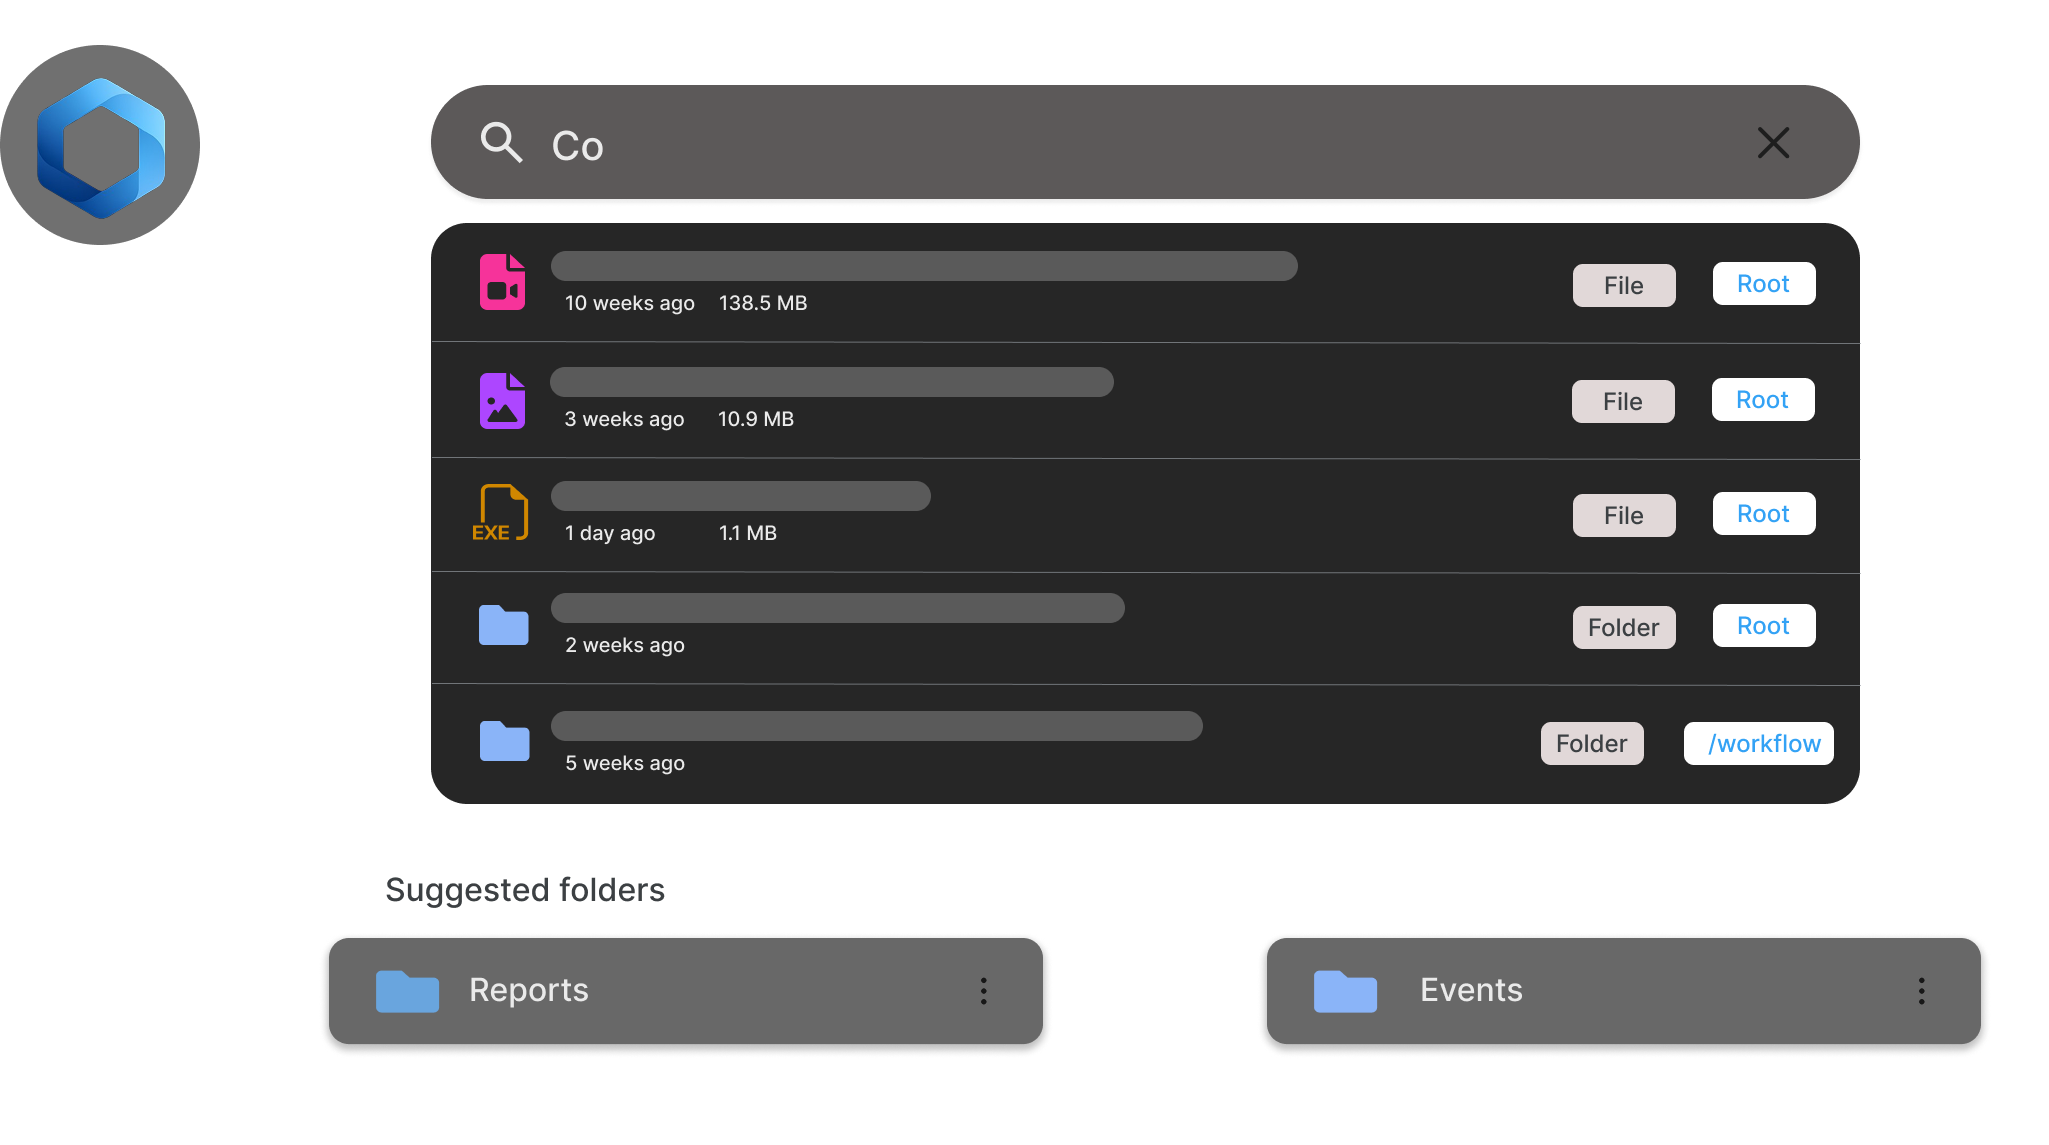 Co
10 weeks ago 138.5 MB File Root
3 weeks ago 10.9 MB File Root
EXE 1 day ago 1.1 MB File Root
2 weeks ago Folder Root
5 weeks ago Folder /workflow
Suggested folders
Reports Events